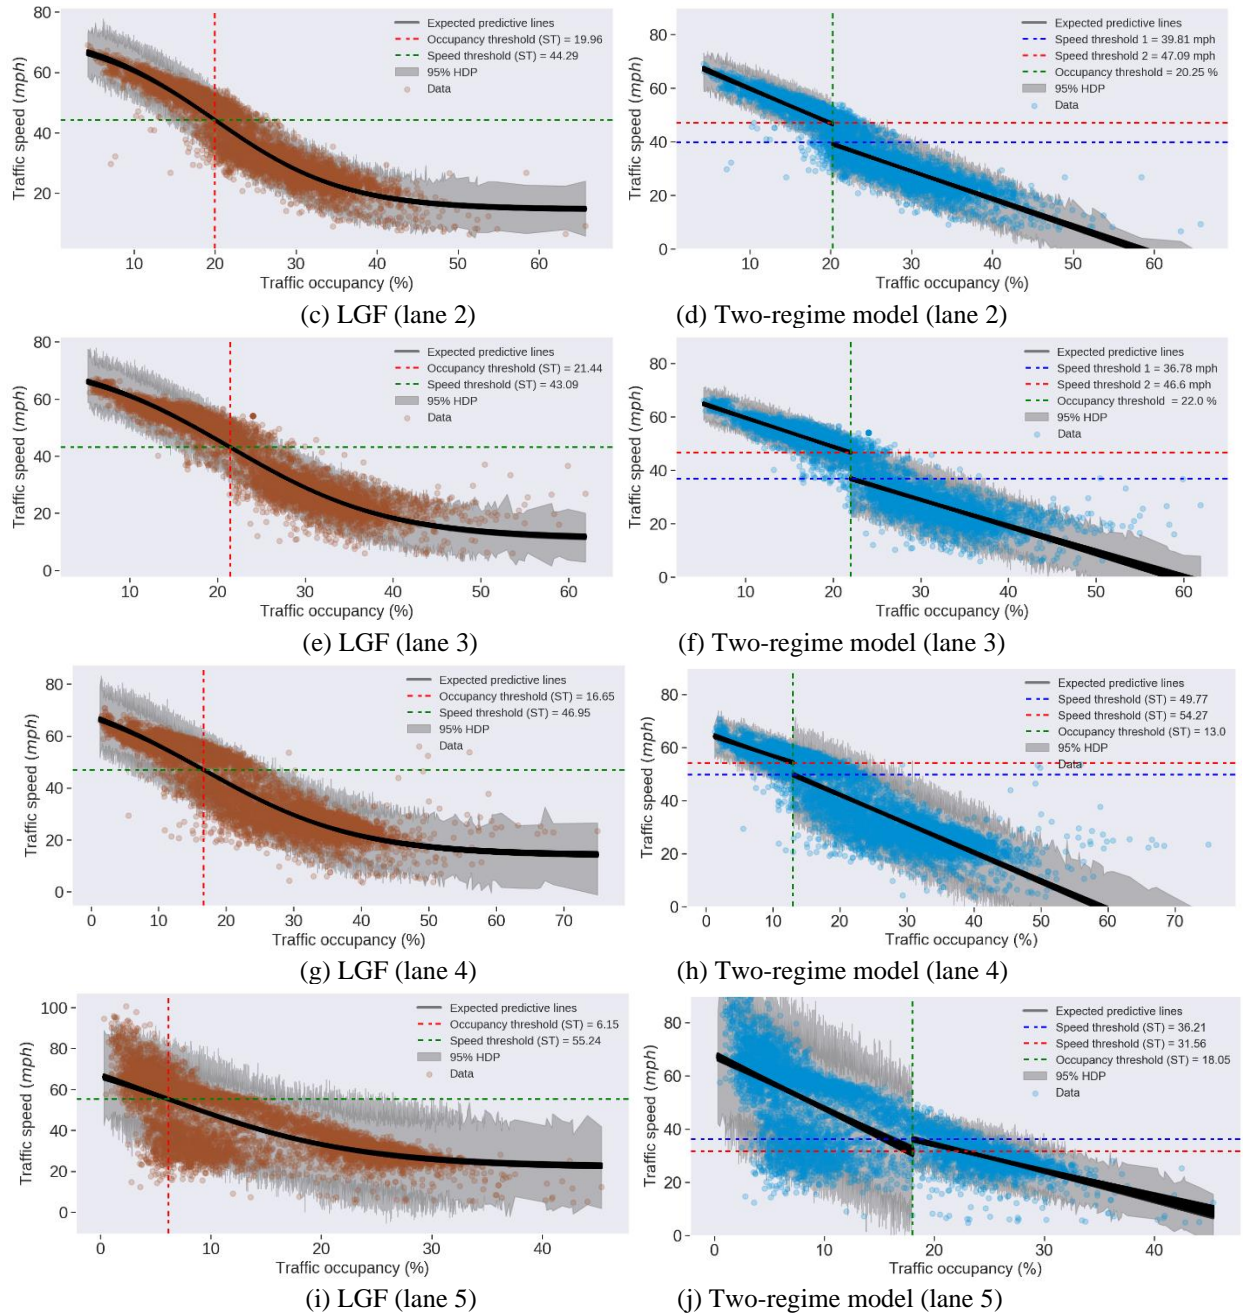 80
60
40
20
Traffic speed (mph)
10 20 30 40 50 60
Traffic occupancy (%)
Expected predictive lines
Occupancy threshold (ST) = 19.96
Speed threshold (ST) = 44.29
95% HDP
Data
(c) LGF (lane 2)
80
60
40
20
0
Traffic speed (mph)
10 20 30 40 50 60
Traffic occupancy (%)
Expected predictive lines
Speed threshold 1 = 39.81 mph
Speed threshold 2 = 47.09 mph
Occupancy threshold = 20.25 %
95% HDP
Data
(d) Two-regime model (lane 2)
80
60
40
20
0
Traffic speed (mph)
10 20 30 40 50 60
Traffic occupancy (%)
Expected predictive lines
Occupancy threshold (ST) = 21.44
Speed threshold (ST) = 43.09
95% HDP
Data
(e) LGF (lane 3)
80
60
40
20
0
Traffic speed (mph)
10 20 30 40 50 60
Traffic occupancy (%)
Expected predictive lines
Speed threshold 1 = 36.78 mph
Speed threshold 2 = 46.6 mph
Occupancy threshold = 22.0 %
95% HDP
Data
(f) Two-regime model (lane 3)
80
60
40
20
0
Traffic speed (mph)
0 10 20 30 40 50 60 70
Traffic occupancy (%)
Expected predictive lines
Occupancy threshold (ST) = 16.65
Speed threshold (ST) = 46.95
95% HDP
Data
(g) LGF (lane 4)
80
60
40
20
0
Traffic speed (mph)
0 10 20 30 40 50 60 70
Traffic occupancy (%)
Expected predictive lines
Speed threshold (ST) = 49.77
Speed threshold (ST) = 54.27
Occupancy threshold (ST) = 13.0
95% HDP
Data
(h) Two-regime model (lane 4)
100
80
60
40
20
0
Traffic speed (mph)
0 10 20 30 40
Traffic occupancy (%)
Expected predictive lines
Occupancy threshold (ST) = 6.15
Speed threshold (ST) = 55.24
95% HDP
Data
(i) LGF (lane 5)
80
60
40
20
0
Traffic speed (mph)
0 10 20 30 40
Traffic occupancy (%)
Expected predictive lines
Speed threshold (ST) = 36.21
Speed threshold (ST) = 31.56
Occupancy threshold (ST) = 18.05
95% HDP
Data
(j) Two-regime model (lane 5)